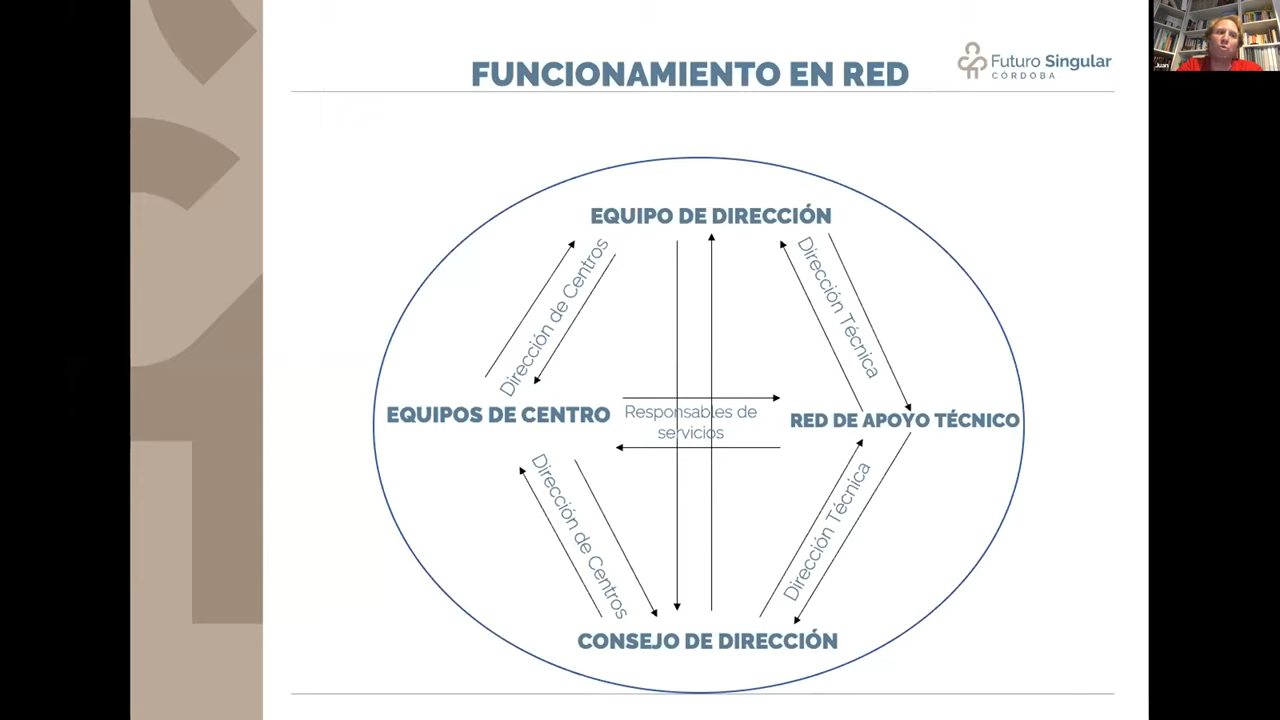 FUNCIONAMIENTO EN RED
Futuro Singular
CÓRDOBA
Juan
EQUIPO DE DIRECCIÓN
Dirección de Centros
Dirección Técnica
EQUIPOS DE CENTRO
Responsables de
servicios
RED DE APOYO TÉCNICO
Dirección de Centros
Dirección Técnica
CONSEJO DE DIRECCIÓN